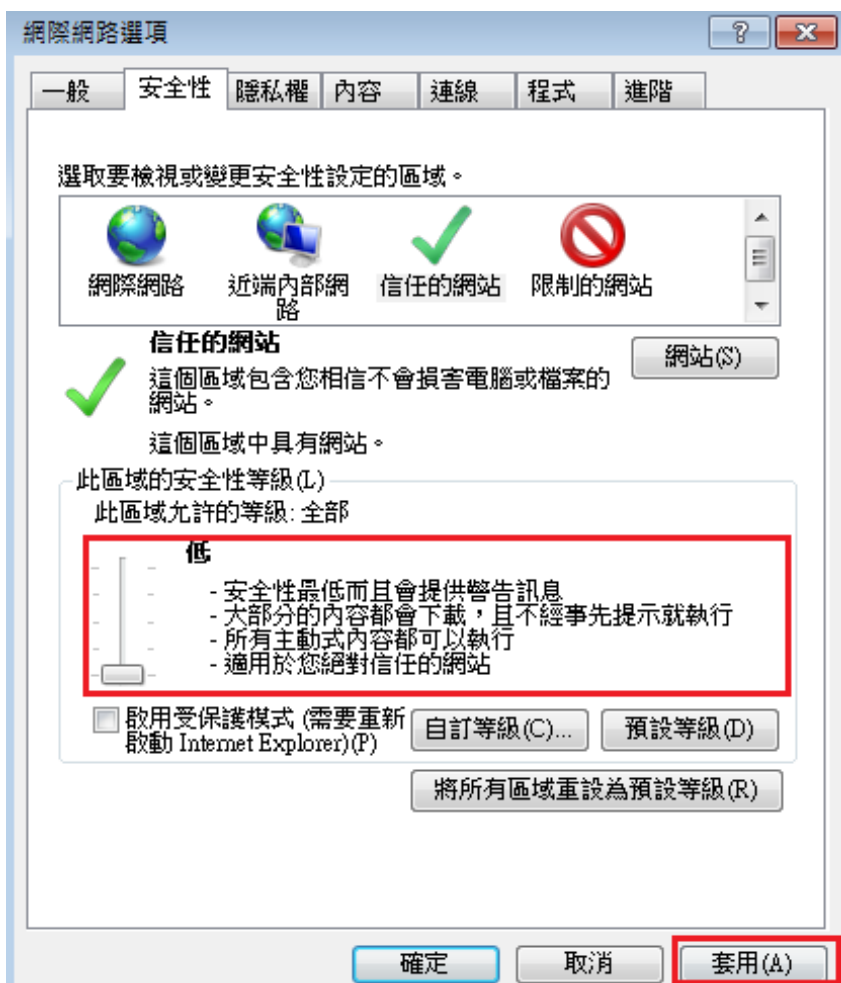 網際網路選項
一般 安全性 隱私權 內容 連線 程式 進階
選取要檢視或變更安全性設定的區域。
網際網路 近端內部網路 信任的網站 限制的網站
信任的網站
網站(S)
這個區域包含您相信不會損害電腦或檔案的
網站。
這個區域中具有網站。
此區域的安全性等級(L)
此區域允許的等級: 全部
低
- 安全性最低而且會提供警告訊息
- 大部分的內容都會下載，且不經事先提示就執行
- 所有主動式內容都可以執行
- 適用於您絕對信任的網站
啟用受保護模式 (需要重新
啟動 Internet Explorer)(P)
自訂等級(C)... 預設等級(D)
將所有區域重設為預設等級(R)
確定 取消 套用(A)